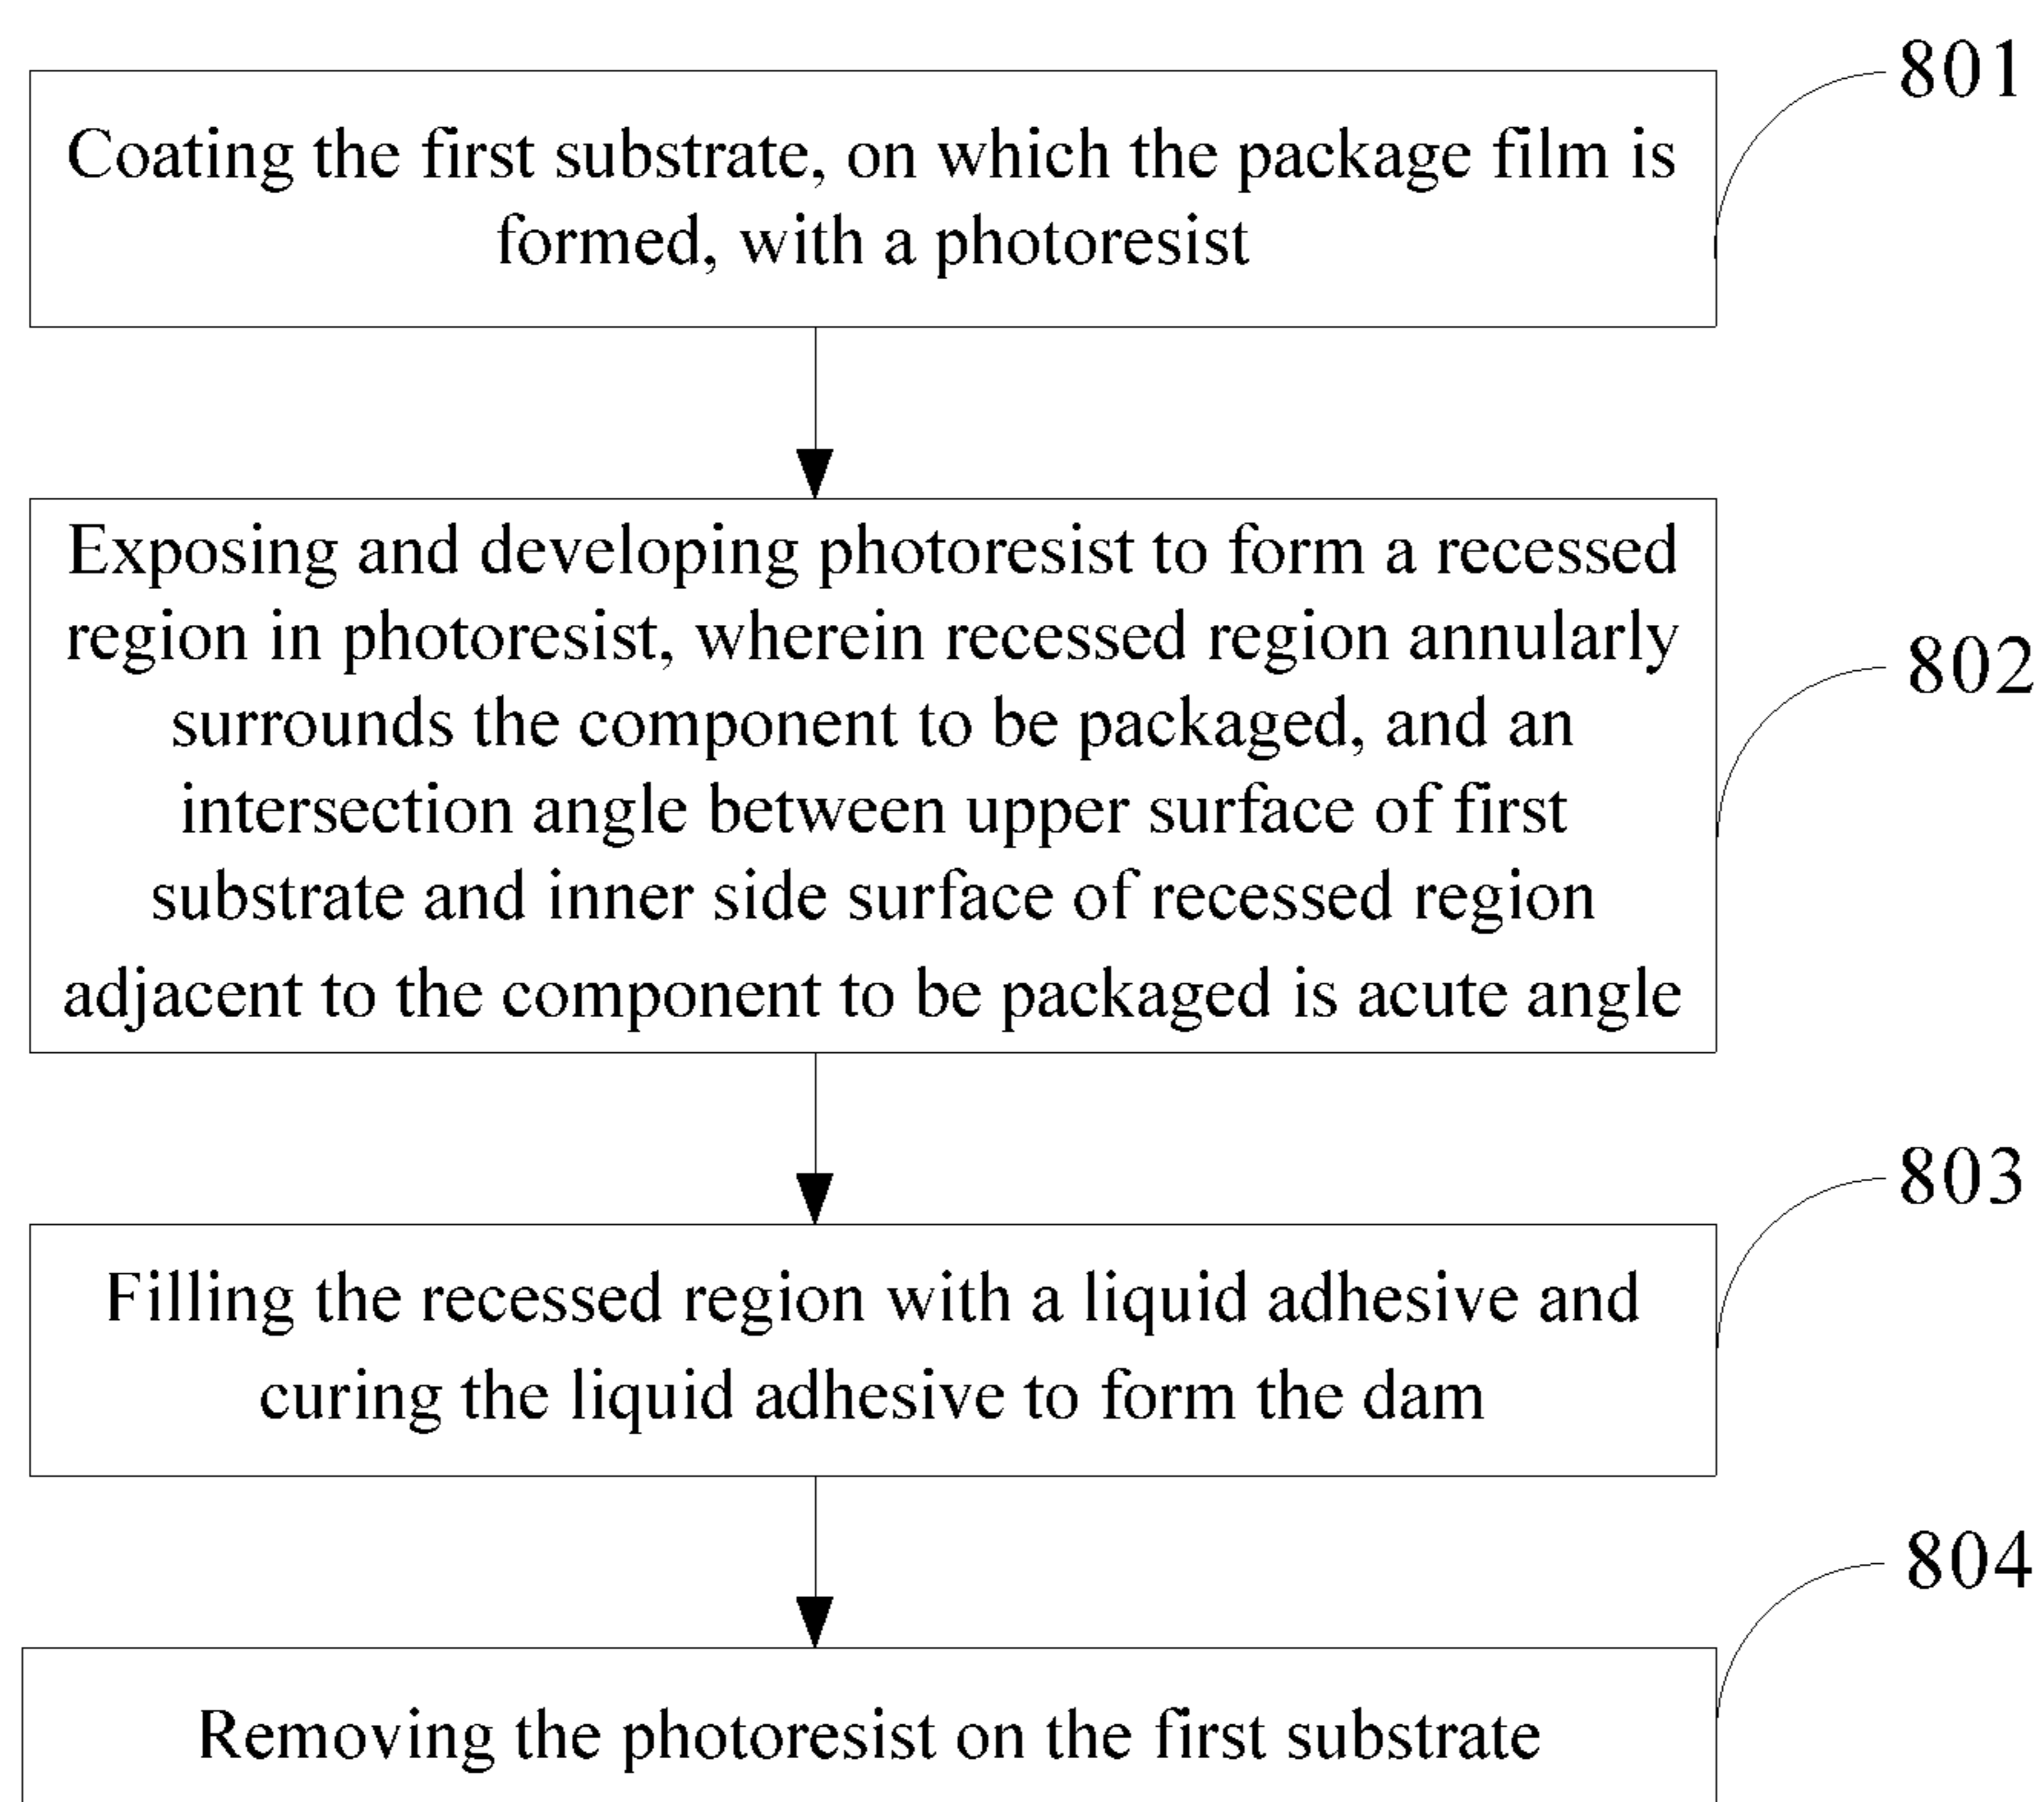 801
Coating the first substrate, on which the package film is
formed, with a photoresist
Exposing and developing photoresist to form a recessed
region in photoresist, wherein recessed region annularly
802
surrounds the component to be packaged, and an
intersection angle between upper surface of first
substrate and inner side surface of recessed region
adjacent to the component to be packaged is acute angle
803
Filling the recessed region with a liquid adhesive and
curing the liquid adhesive to form the dam
804
Removing the photoresist on the first substrate